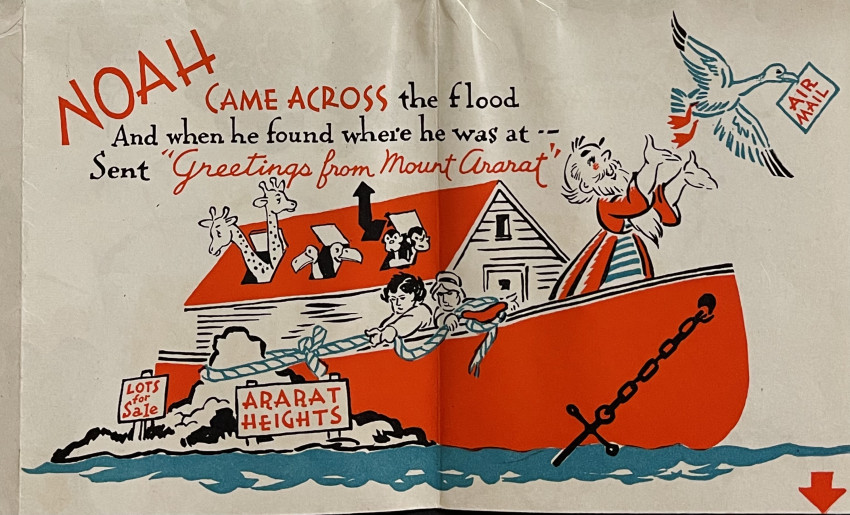 NOAH
CAME ACROSS the flood
And when he found where he was at --
Sent "Greetings from Mount Ararat"
AIR
MAIL
LOTS
for
Sale
ARARAT
HEIGHTS